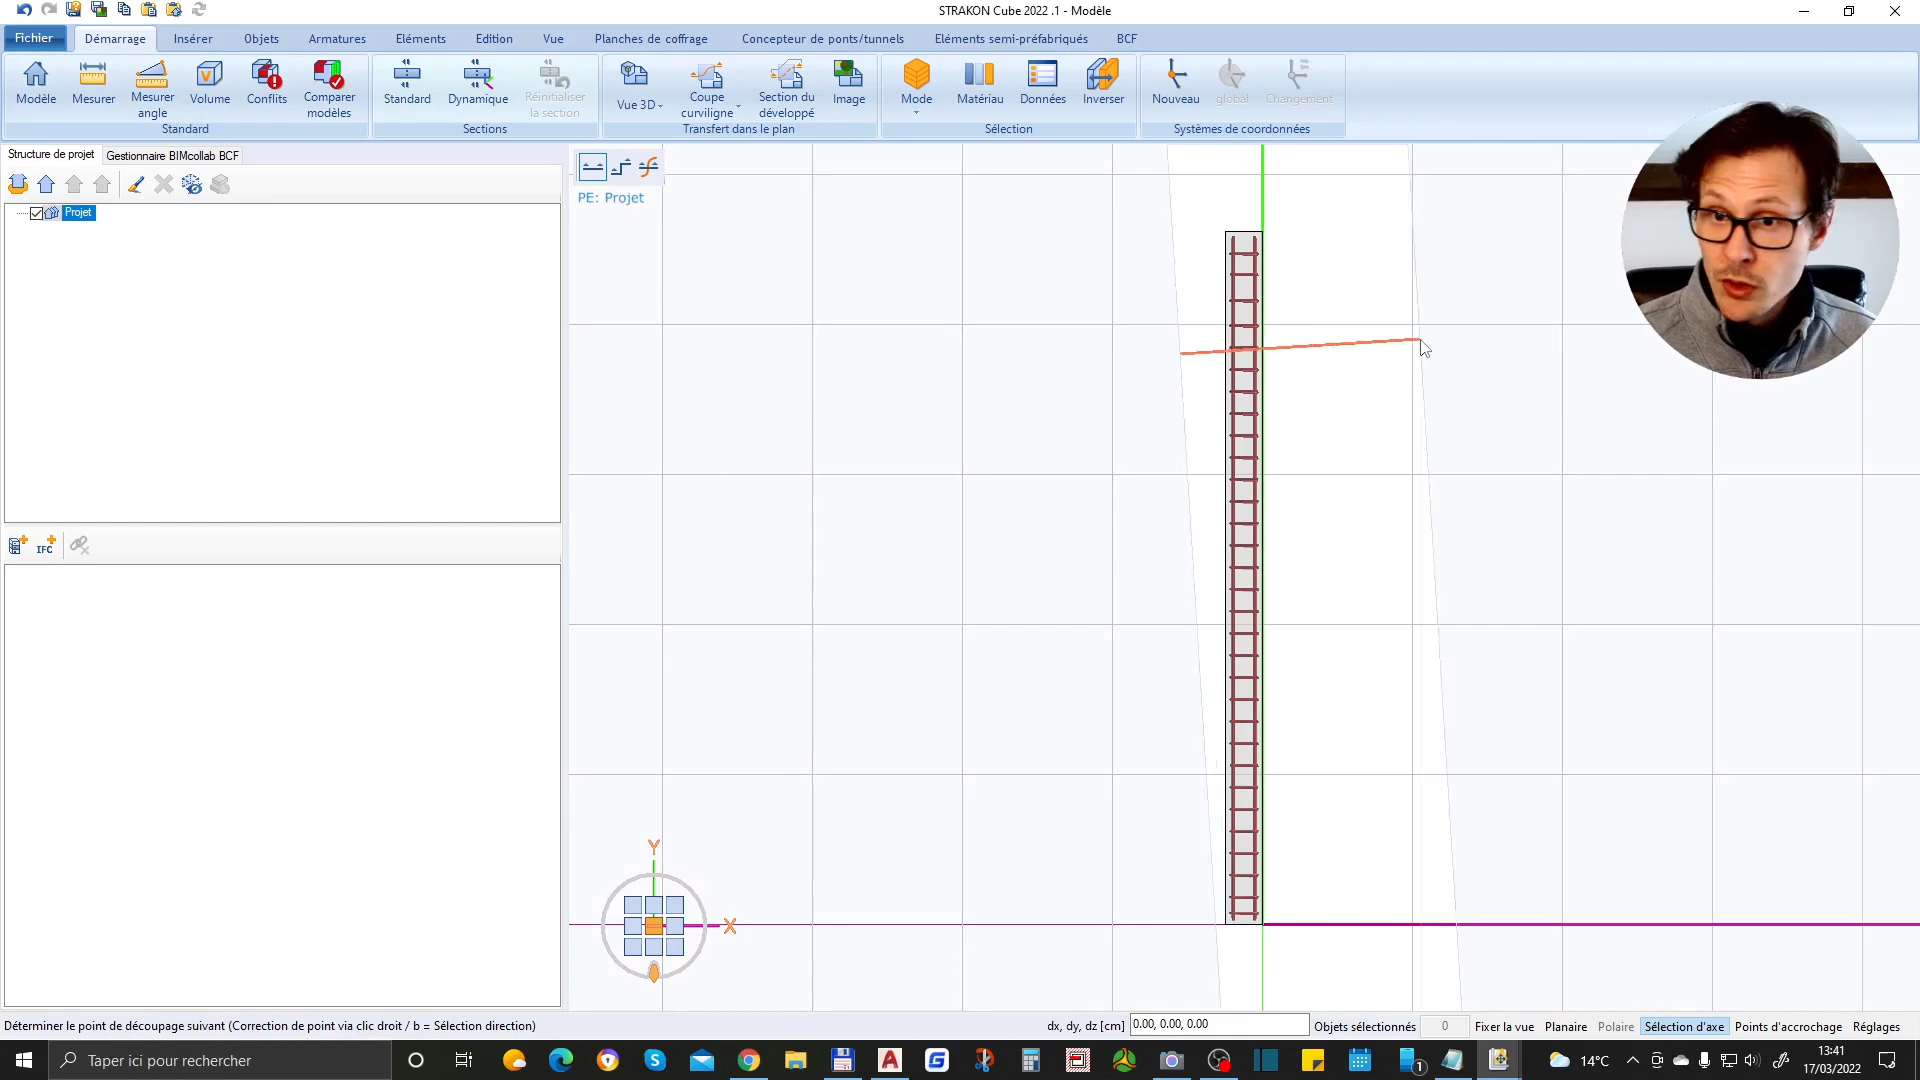 STRAKON Cube 2022 .1 - Modèle
Fichier
Démarrage
Insérer
Objets
Armatures
Eléments
Edition
Vue
Planches de coffrage
Concepteur de ponts/tunnels
Eléments semi-préfabriqués
BCF
Modèle
Mesurer
Mesurer angle
Volume
Conflits
Comparer modèles
Standard
Standard
Dynamique
Réinitialiser la section
Sections
Vue 3D
Coupe curviligne
Section du développé
Image
Transfert dans le plan
Mode
Matériau
Données
Inverser
Sélection
Nouveau
global
Changement
Systèmes de coordonnées
Structure de projet
Gestionnaire BIMcollab BCF
Projet
IFC
PE: Projet
Y
X
Déterminer le point de découpage suivant (Correction de point via clic droit / b = Sélection direction)
dx, dy, dz [cm]
0.00, 0.00, 0.00
Objets sélectionnés
0
Fixer la vue
Planaire
Polaire
Sélection d'axe
Points d'accrochage
Réglages
Taper ici pour rechercher
1
14°C
13:41
17/03/2022